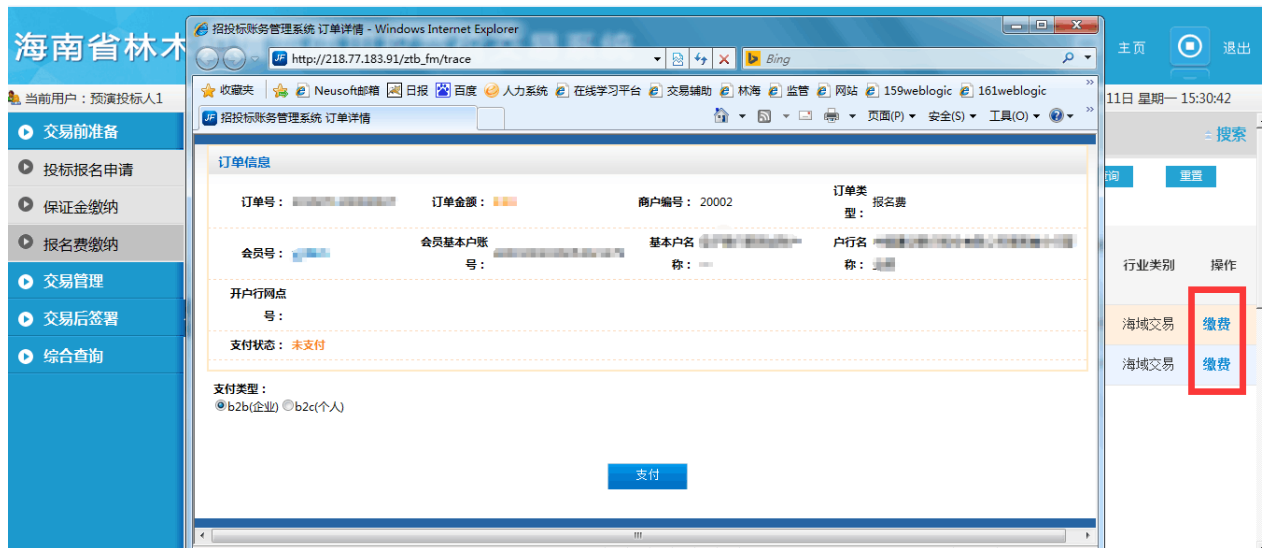 招投标账务管理系统 订单详情 - Windows Internet Explorer
海南省林木
主页
退出
http://218.77.183.91/ztb_fm/trace
Bing
收藏夹 Neusoft邮箱 日报 百度 人力系统 在线学习平台 交易辅助 林海 监管 网站 159weblogic 161weblogic
当前用户：预演投标人1
11日 星期一 15:30:42
招投标账务管理系统 订单详情
页面(P) 安全(S) 工具(O)
交易前准备
搜索
订单信息
投标报名申请
重置
订单号：
订单金额：
商户编号： 20002
订单类型： 报名费
保证金缴纳
报名费缴纳
会员号：
会员基本户账号：
基本户名称：
户行名称：
行业类别
操作
交易管理
开户行网点号：
交易后签署
海域交易
缴费
支付状态： 未支付
综合查询
海域交易
缴费
支付类型：
b2b(企业) b2c(个人)
支付